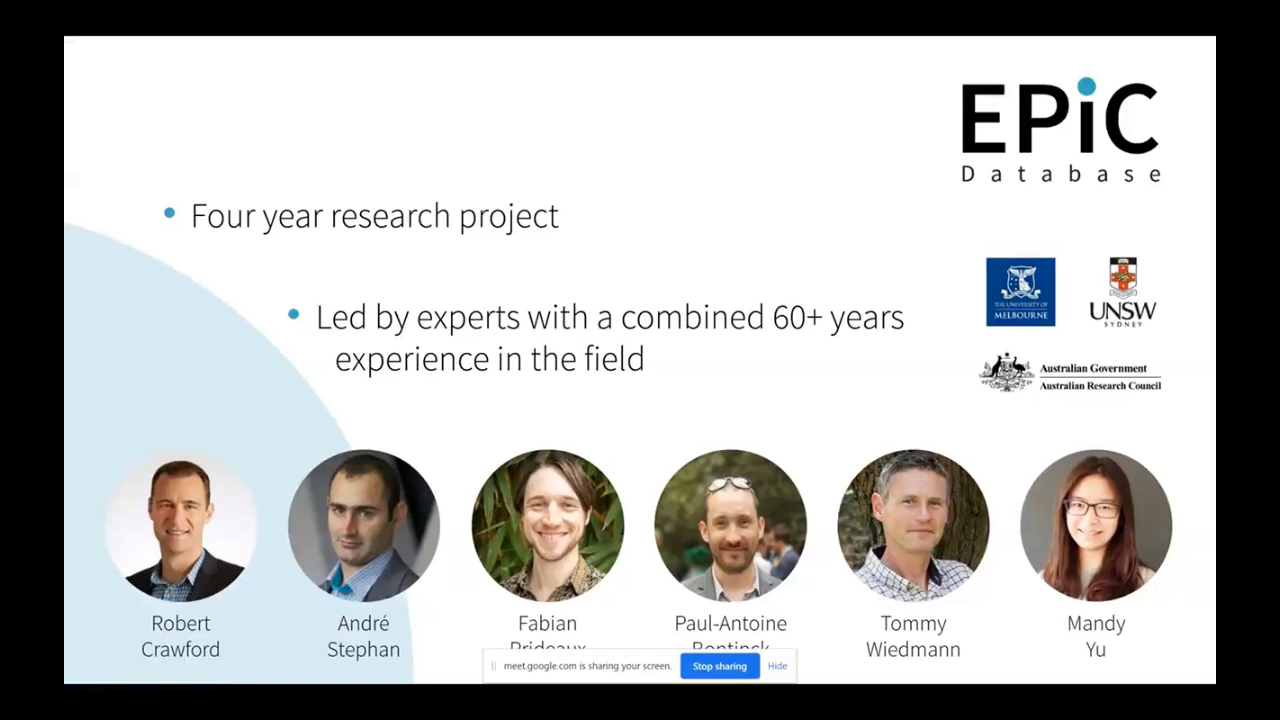 EPiC
Database
Four year research project
Led by experts with a combined 60+ years
experience in the field
THE UNIVERSITY OF
MELBOURNE
UNSW
SYDNEY
Australian Government
Australian Research Council
Robert
Crawford
André
Stephan
Fabian
Prideaux
Paul-Antoine
Bontinck
Tommy
Wiedmann
Mandy
Yu
meet.google.com is sharing your screen.
Stop sharing
Hide